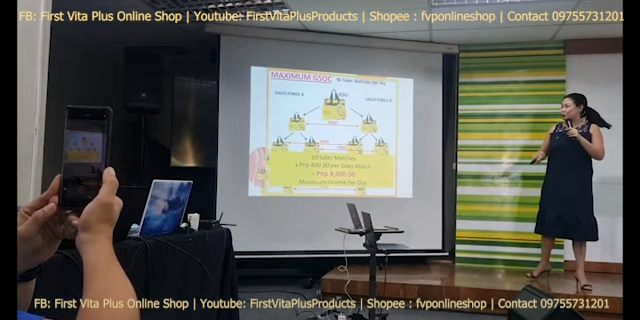 FB: First Vita Plus Online Shop | Youtube: FirstVitaPlusProducts | Shopee : fvponlineshop | Contact 09755731201
MAXIMUM GSOC
SALES FORCE A
YOU
SALES FORCE B
10 Sales Matches
x Php 800.00 per Sales Match
= Php 8,000.00
Maximum Income Per Day
FB: First Vita Plus Online Shop | Youtube: FirstVitaPlusProducts | Shopee : fvponlineshop | Contact 09755731201